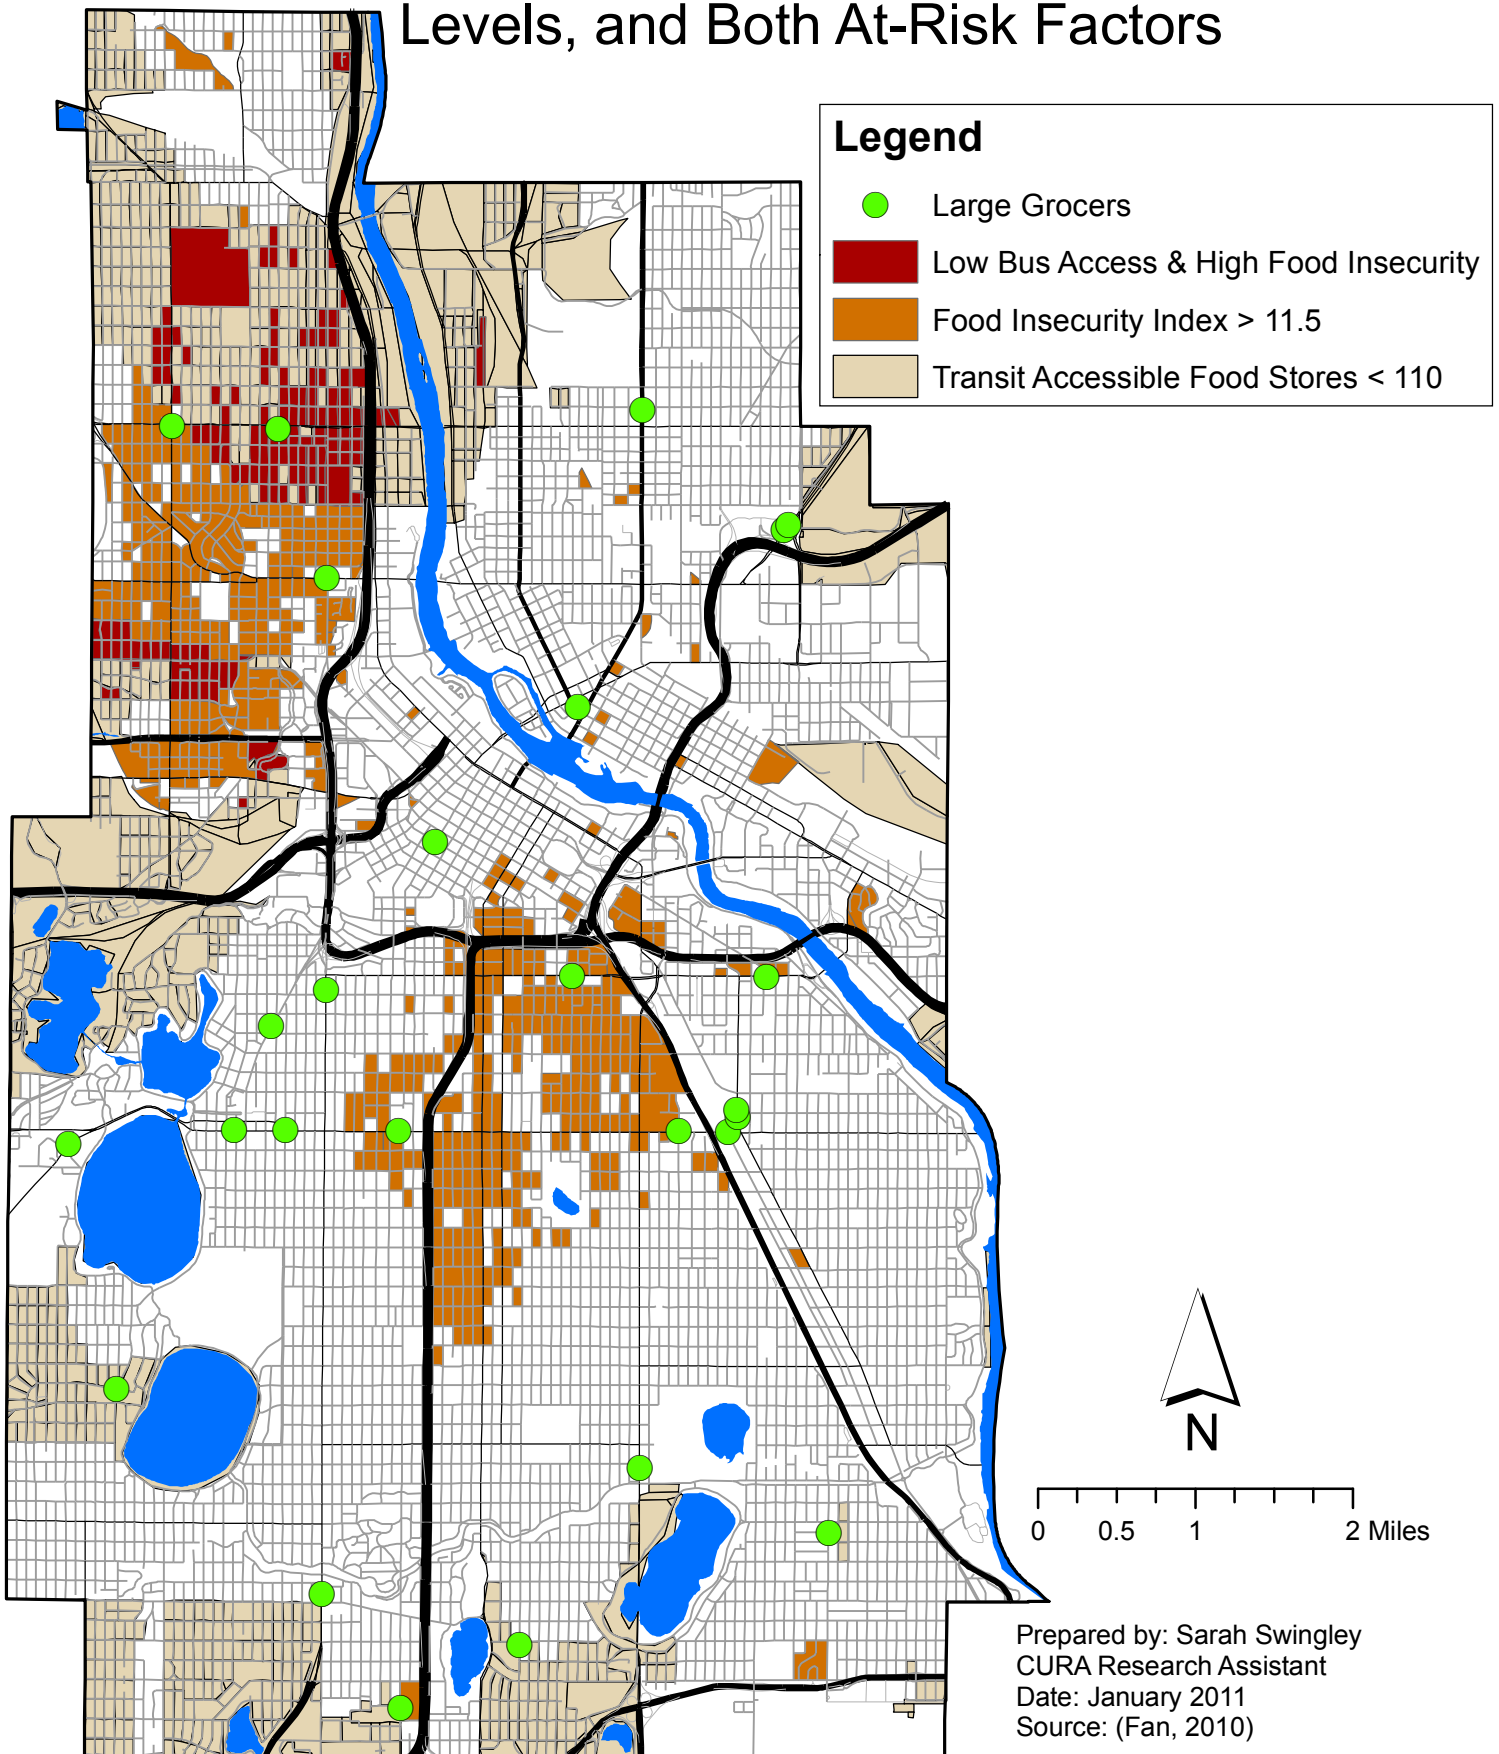 Levels, and Both At-Risk Factors
Legend
Large Grocers
Low Bus Access & High Food Insecurity
Food Insecurity Index > 11.5
Transit Accessible Food Stores < 110
N
0 0.5 1 2 Miles
Prepared by: Sarah Swingley
CURA Research Assistant
Date: January 2011
Source: (Fan, 2010)